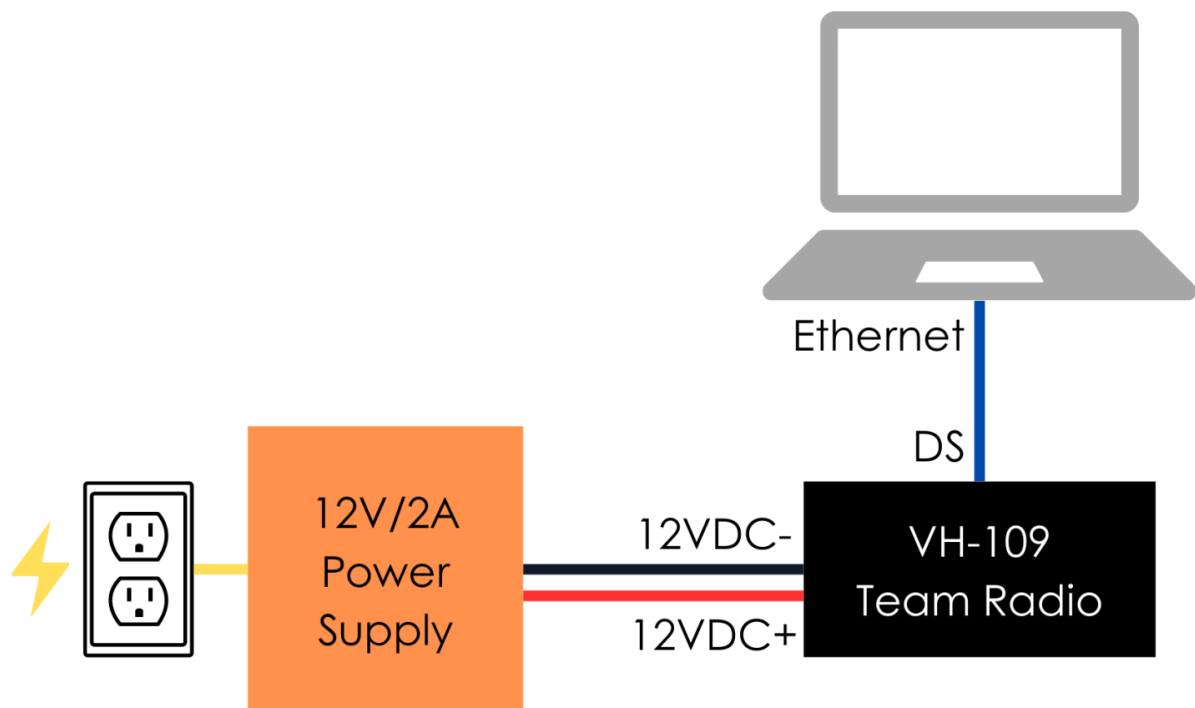 Ethernet
DS
12V/2A
Power
Supply
12VDC-
12VDC+
VH-109
Team Radio